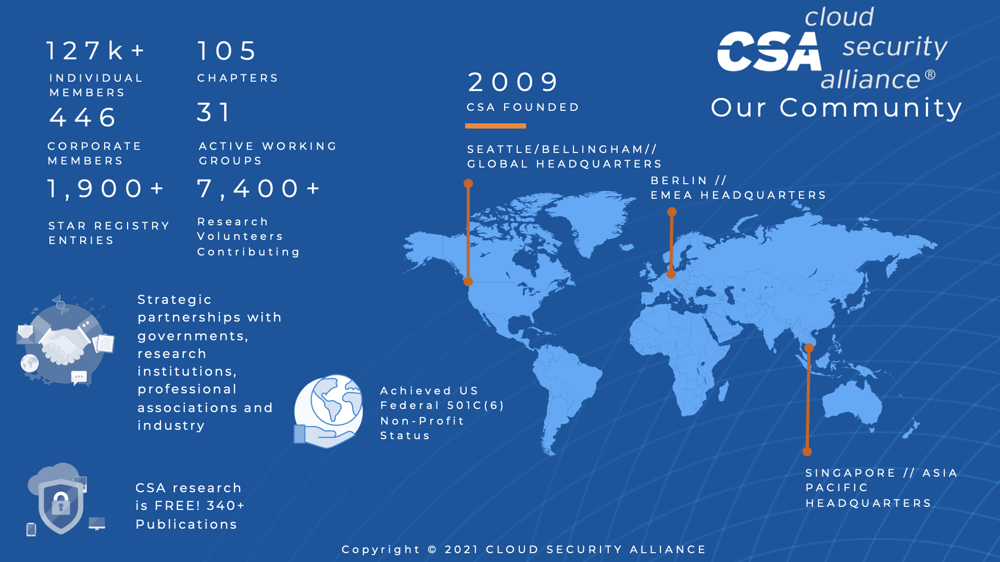 127k+
INDIVIDUAL
MEMBERS
105
CHAPTERS
446
CORPORATE
MEMBERS
31
ACTIVE WORKING
GROUPS
1,900+
STAR REGISTRY
ENTRIES
7,400+
Research
Volunteers
Contributing
2009
CSA FOUNDED
cloud
CSA security
alliance®
Our Community
SEATTLE/BELLINGHAM//
GLOBAL HEADQUARTERS
BERLIN //
EMEA HEADQUARTERS
Strategic
partnerships with
governments,
research
institutions,
professional
associations and
industry
Achieved US
Federal 501C(6)
Non-Profit
Status
SINGAPORE // ASIA
PACIFIC
HEADQUARTERS
CSA research
is FREE! 340+
Publications
Copyright © 2021 CLOUD SECURITY ALLIANCE